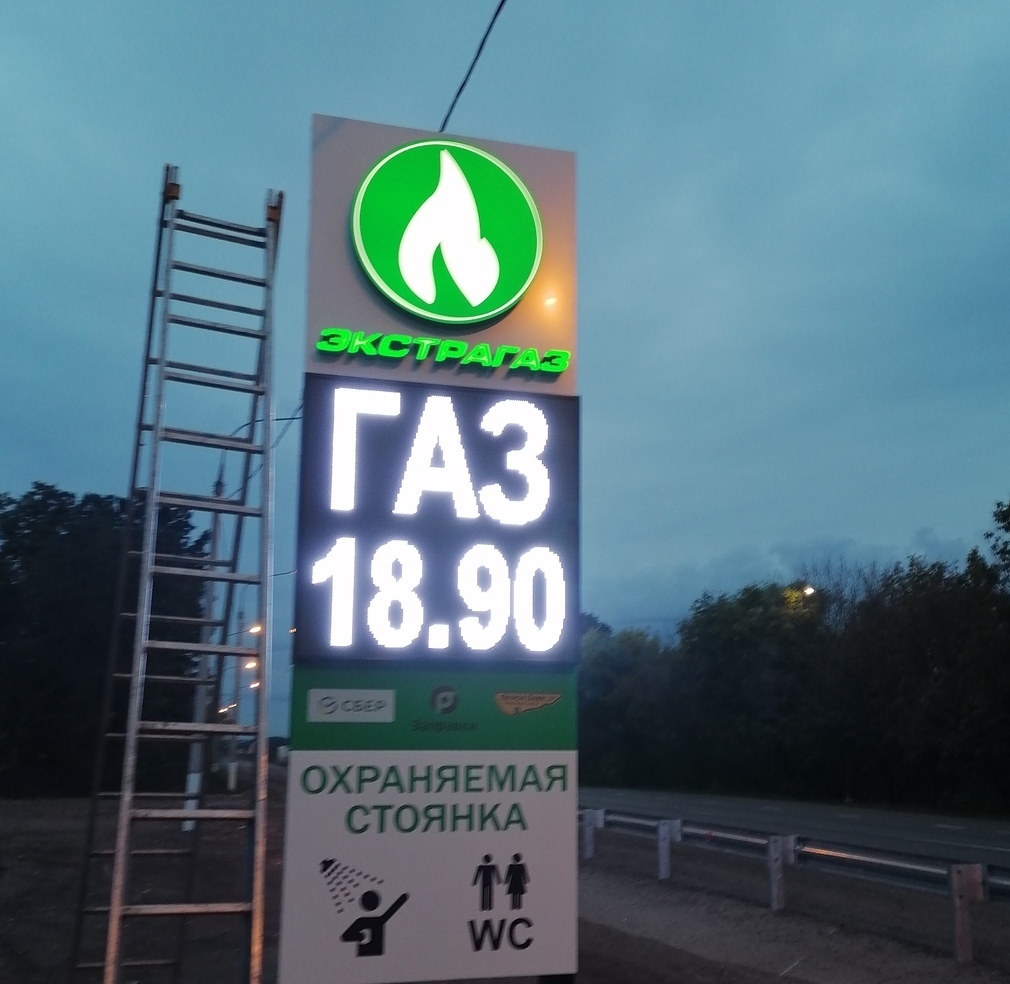 ЭКСТРАГАЗ
ГАЗ
18.90
СБЕР
Заправки
ОХРАНЯЕМАЯ
СТОЯНКА
WC